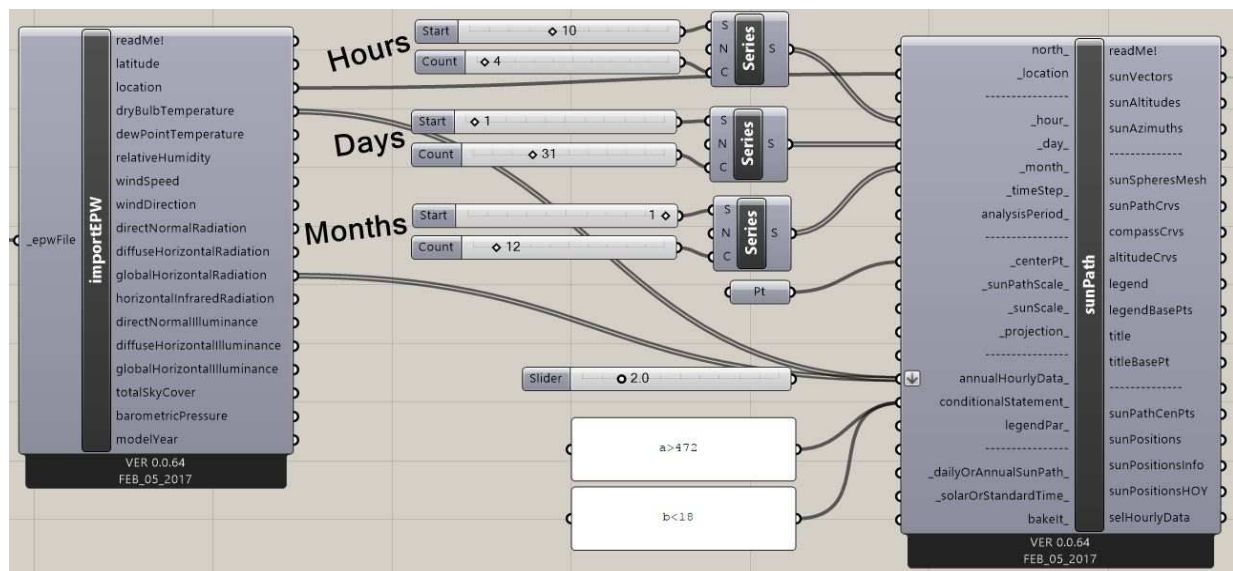 _epwFile
importEPW
readMe!
latitude
location
dryBulbTemperature
dewPointTemperature
relativeHumidity
windSpeed
windDirection
directNormalRadiation
diffuseHorizontalRadiation
globalHorizontalRadiation
horizontalInfraredRadiation
directNormalIlluminance
diffuseHorizontalIlluminance
globalHorizontalIlluminance
totalSkyCover
barometricPressure
modelYear
VER 0.0.64
FEB_05_2017
Hours
Start 10
Count 4
S
N
C
Series
S
Days
Start 1
Count 31
S
N
C
Series
S
Months
Start 1
Count 12
S
N
C
Series
S
Pt
Slider 2.0
a>472
b<18
north_
_location
---------------
_hour_
_day_
_month_
_timeStep_
analysisPeriod_
---------------
_centerPt_
_sunPathScale_
_sunScale_
_projection_
---------------
annualHourlyData_
conditionalStatement_
legendPar_
---------------
_dailyOrAnnualSunPath_
_solarOrStandardTime_
bakeIt_
sunPath
readMe!
sunVectors
sunAltitudes
sunAzimuths
-------------
sunSpheresMesh
sunPathCrvs
compassCrvs
altitudeCrvs
legend
legendBasePts
title
titleBasePt
-------------
sunPathCenPts
sunPositions
sunPositionsInfo
sunPositionsHOY
selHourlyData
VER 0.0.64
FEB_05_2017